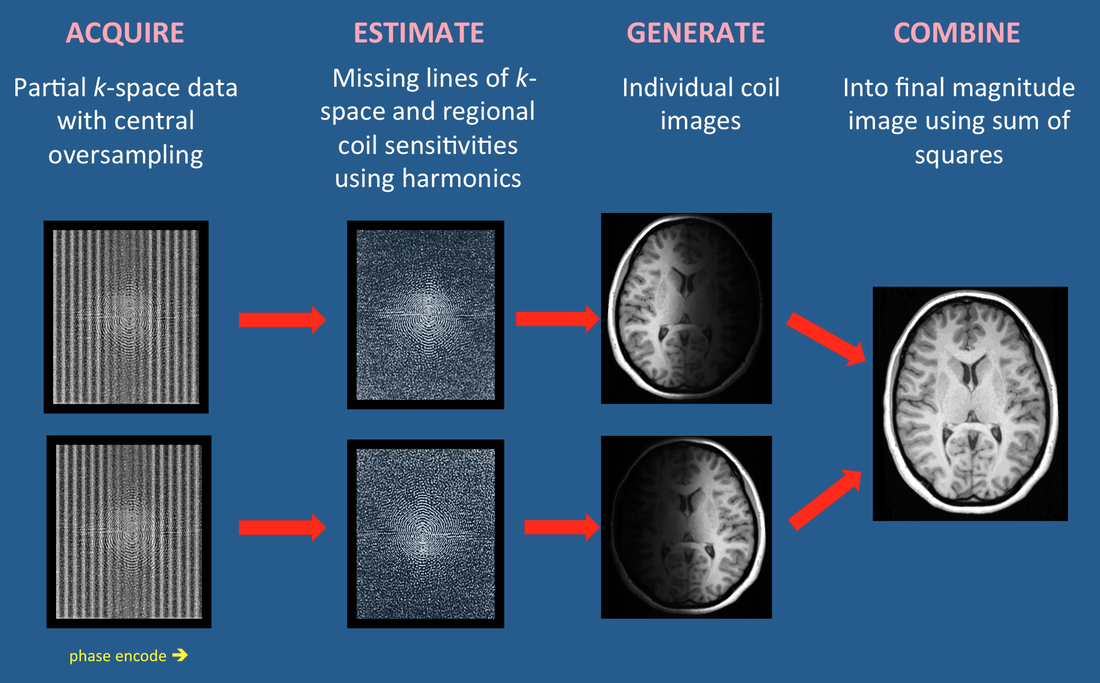 ACQUIRE
Partial k-space data
with central
oversampling
ESTIMATE
Missing lines of k-
space and regional
coil sensitivities
using harmonics
GENERATE
Individual coil
images
COMBINE
Into final magnitude
image using sum of
squares
phase encode ➔